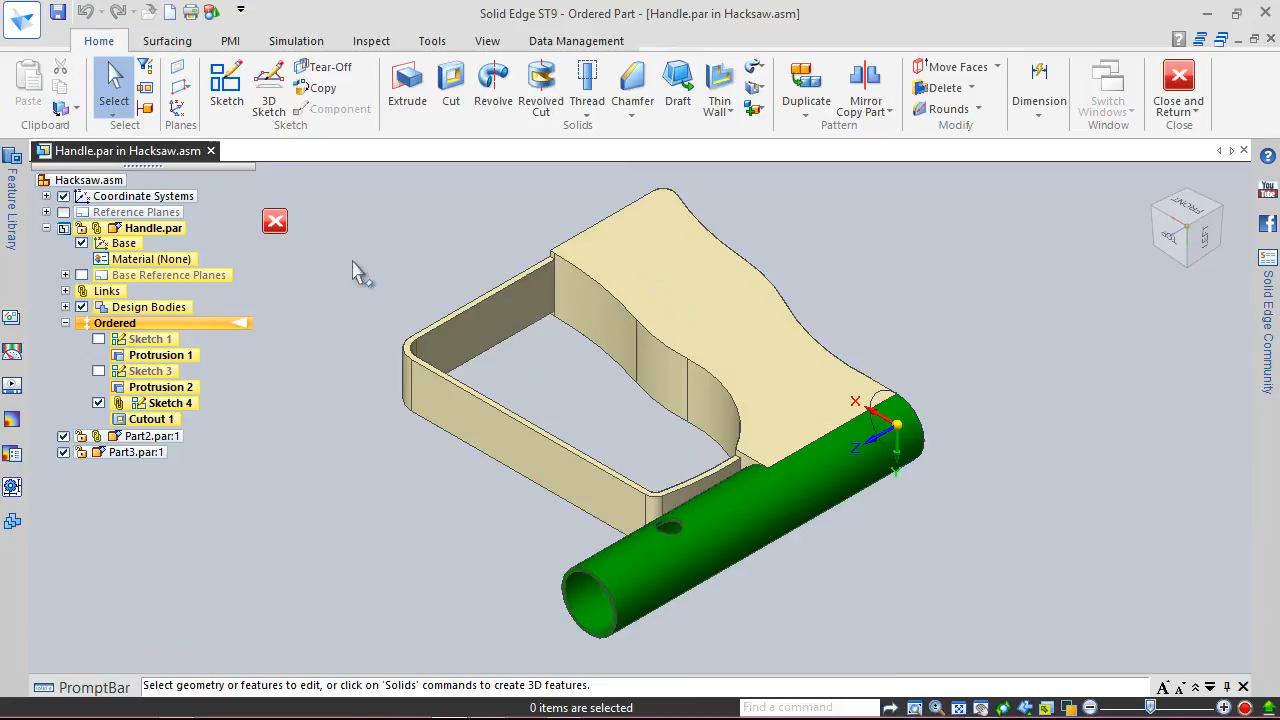 Solid Edge ST9 - Ordered Part - [Handle.par in Hacksaw.asm]
Home Surfacing PMI Simulation Inspect Tools View Data Management
Paste
Clipboard
Select
Select
Planes
Sketch
3D Sketch
Tear-Off
Copy
Component
Sketch
Extrude
Cut
Revolve
Revolved Cut
Thread
Chamfer
Draft
Thin Wall
Solids
Duplicate
Mirror Copy Part
Pattern
Move Faces
Delete
Rounds
Modify
Dimension
Switch Windows
Window
Close and Return
Close
Handle.par in Hacksaw.asm
Feature Library
Hacksaw.asm
Coordinate Systems
Reference Planes
Handle.par
Base
Material (None)
Base Reference Planes
Links
Design Bodies
Ordered
Sketch 1
Protrusion 1
Sketch 3
Protrusion 2
Sketch 4
Cutout 1
Part2.par:1
Part3.par:1
X
Z
Y
FRONT
TOP
LEFT
You Tube
Solid Edge Community
PromptBar
Select geometry or features to edit, or click on 'Solids' commands to create 3D features.
0 items are selected
Find a command